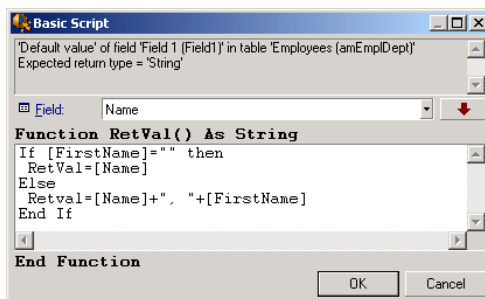 Basic Script
'Default value' of field 'Field 1 (Field1)' in table 'Employees (amEmplDept)'
Expected return type = 'String'
Field: Name
Function RetVal() As String
If [FirstName]="" then
RetVal=[Name]
Else
Retval=[Name]+", "+[FirstName]
End If
End Function
OK Cancel